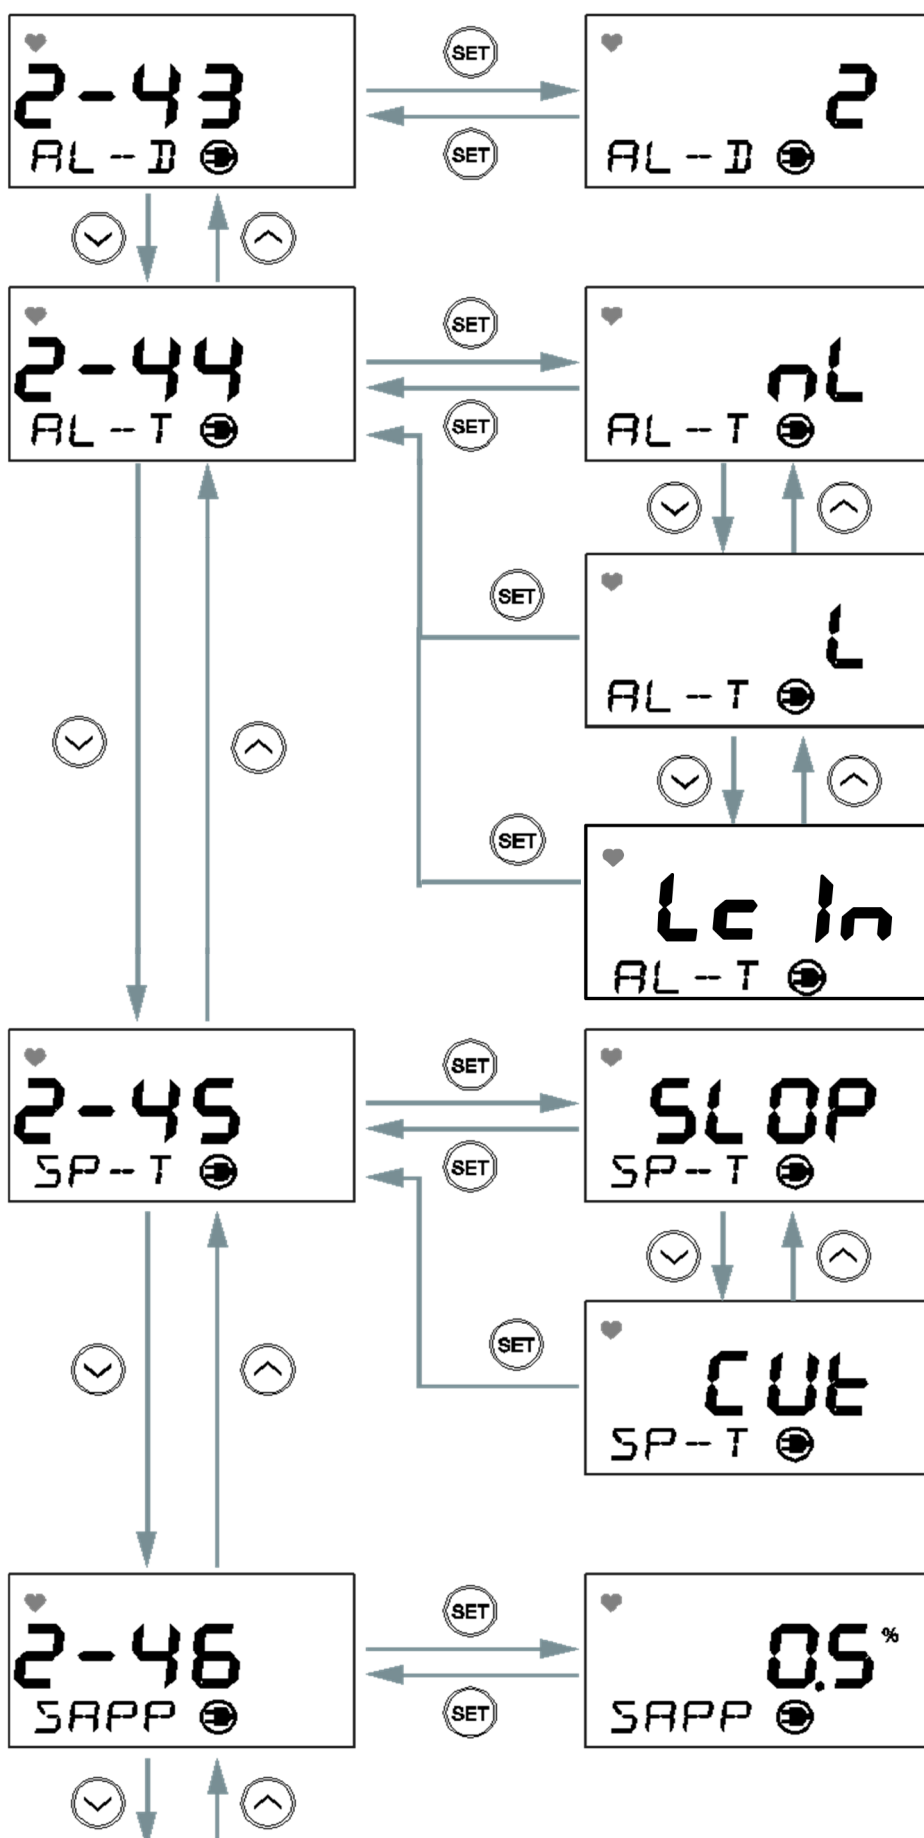 SET
2-43
AL-D
2
AL-D
SET
SET
2-44
AL-T
nL
AL-T
SET
SET
L
AL-T
SET
Lc In
AL-T
SET
2-45
SP-T
SLOP
SP-T
SET
SET
CUt
SP-T
SET
2-46
SAPP
0.5%
SAPP
SET